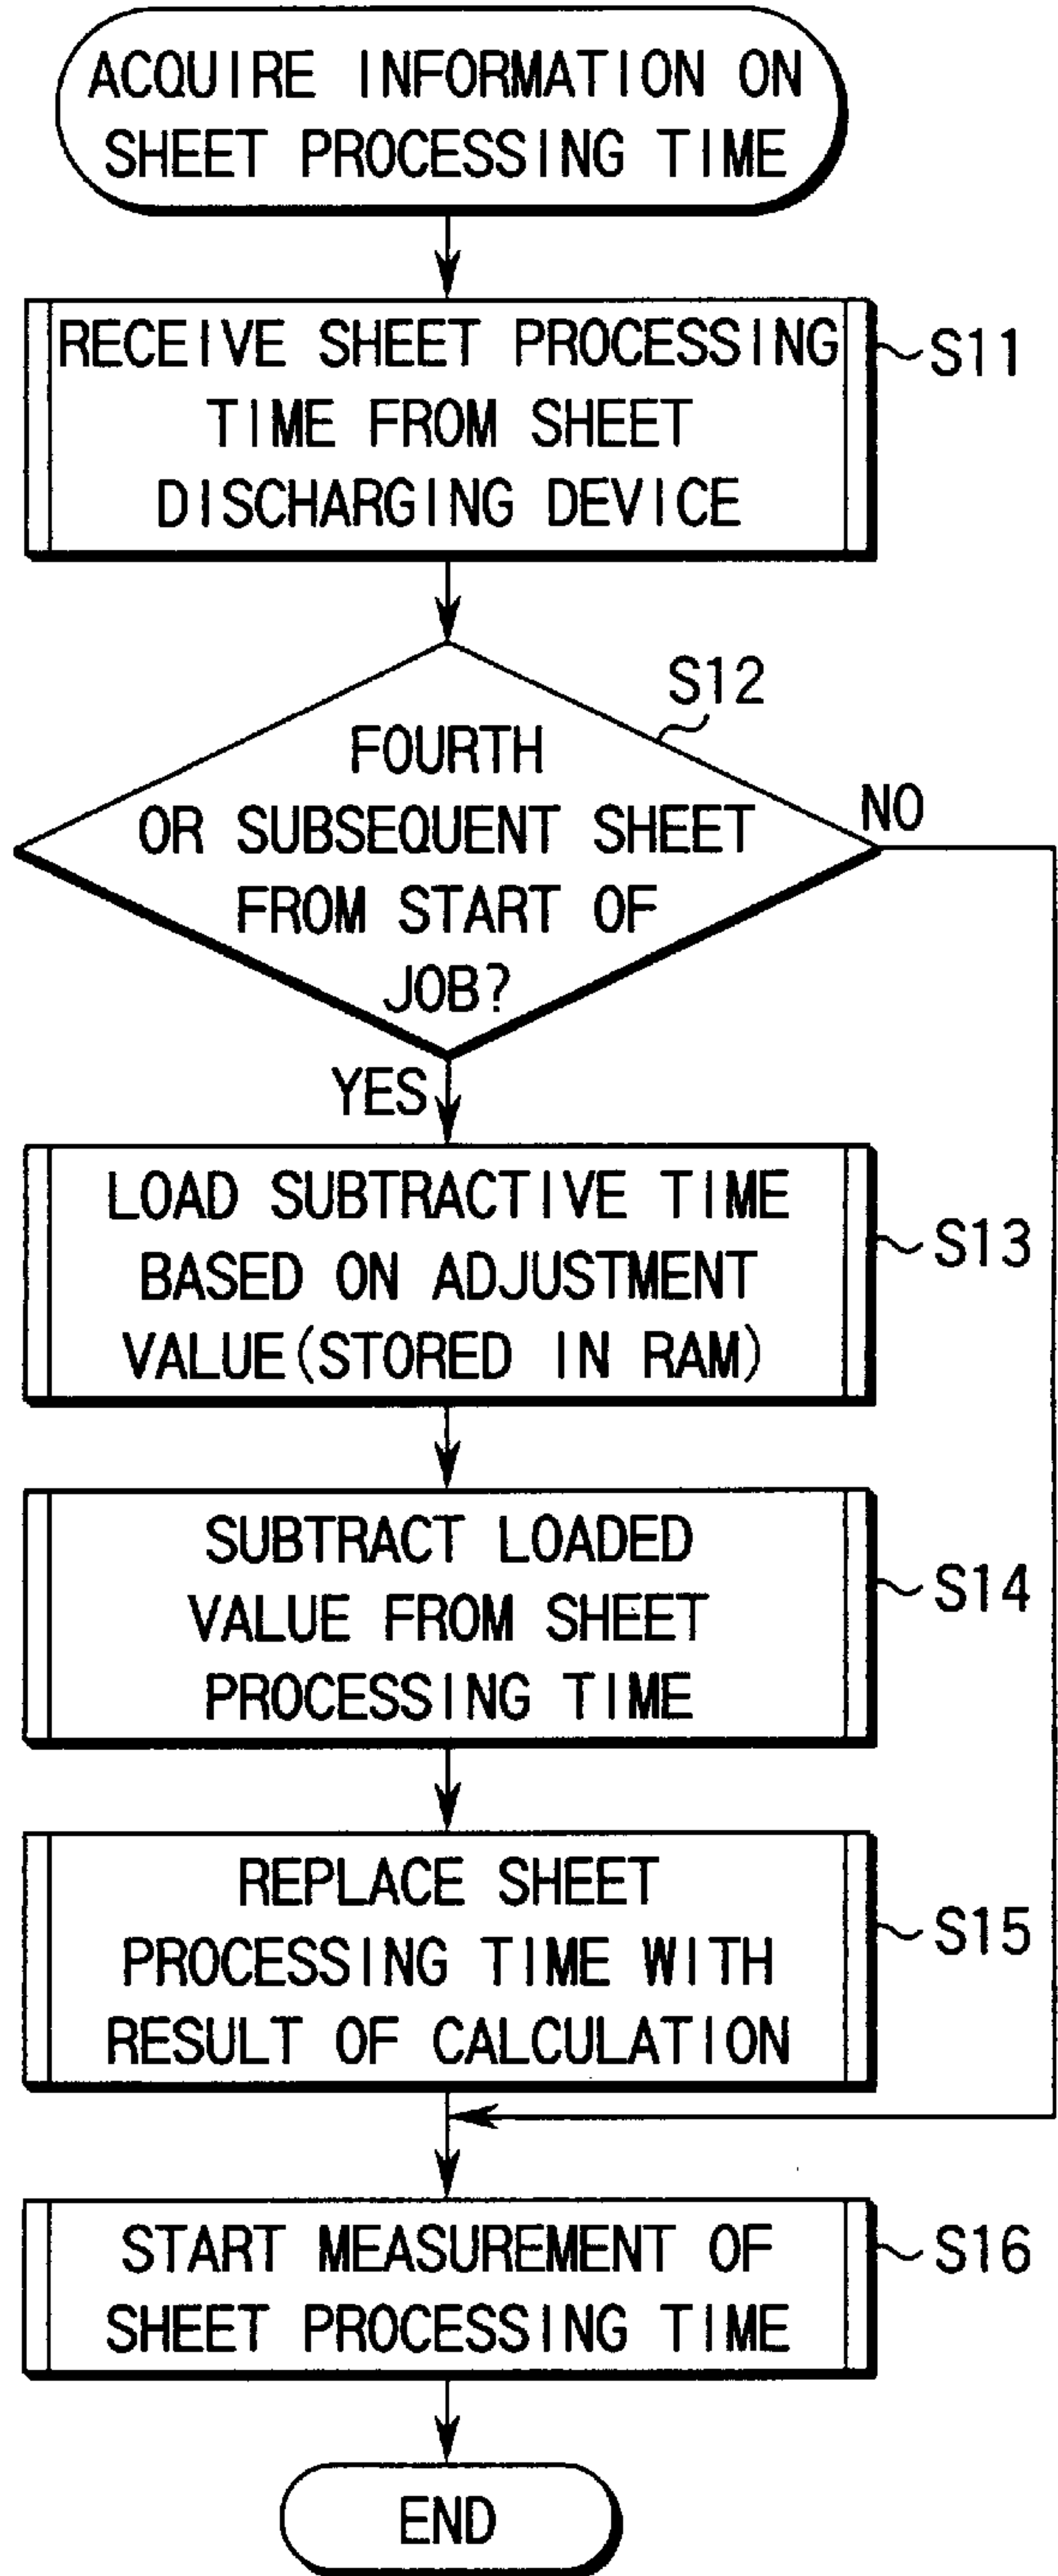 ACQUIRE INFORMATION ON
SHEET PROCESSING TIME
RECEIVE SHEET PROCESSING
TIME FROM SHEET
DISCHARGING DEVICE
S11
S12
FOURTH
OR SUBSEQUENT SHEET
FROM START OF
JOB?
NO
YES
LOAD SUBTRACTIVE TIME
BASED ON ADJUSTMENT
VALUE(STORED IN RAM)
S13
SUBTRACT LOADED
VALUE FROM SHEET
PROCESSING TIME
S14
REPLACE SHEET
PROCESSING TIME WITH
RESULT OF CALCULATION
S15
START MEASUREMENT OF
SHEET PROCESSING TIME
S16
END